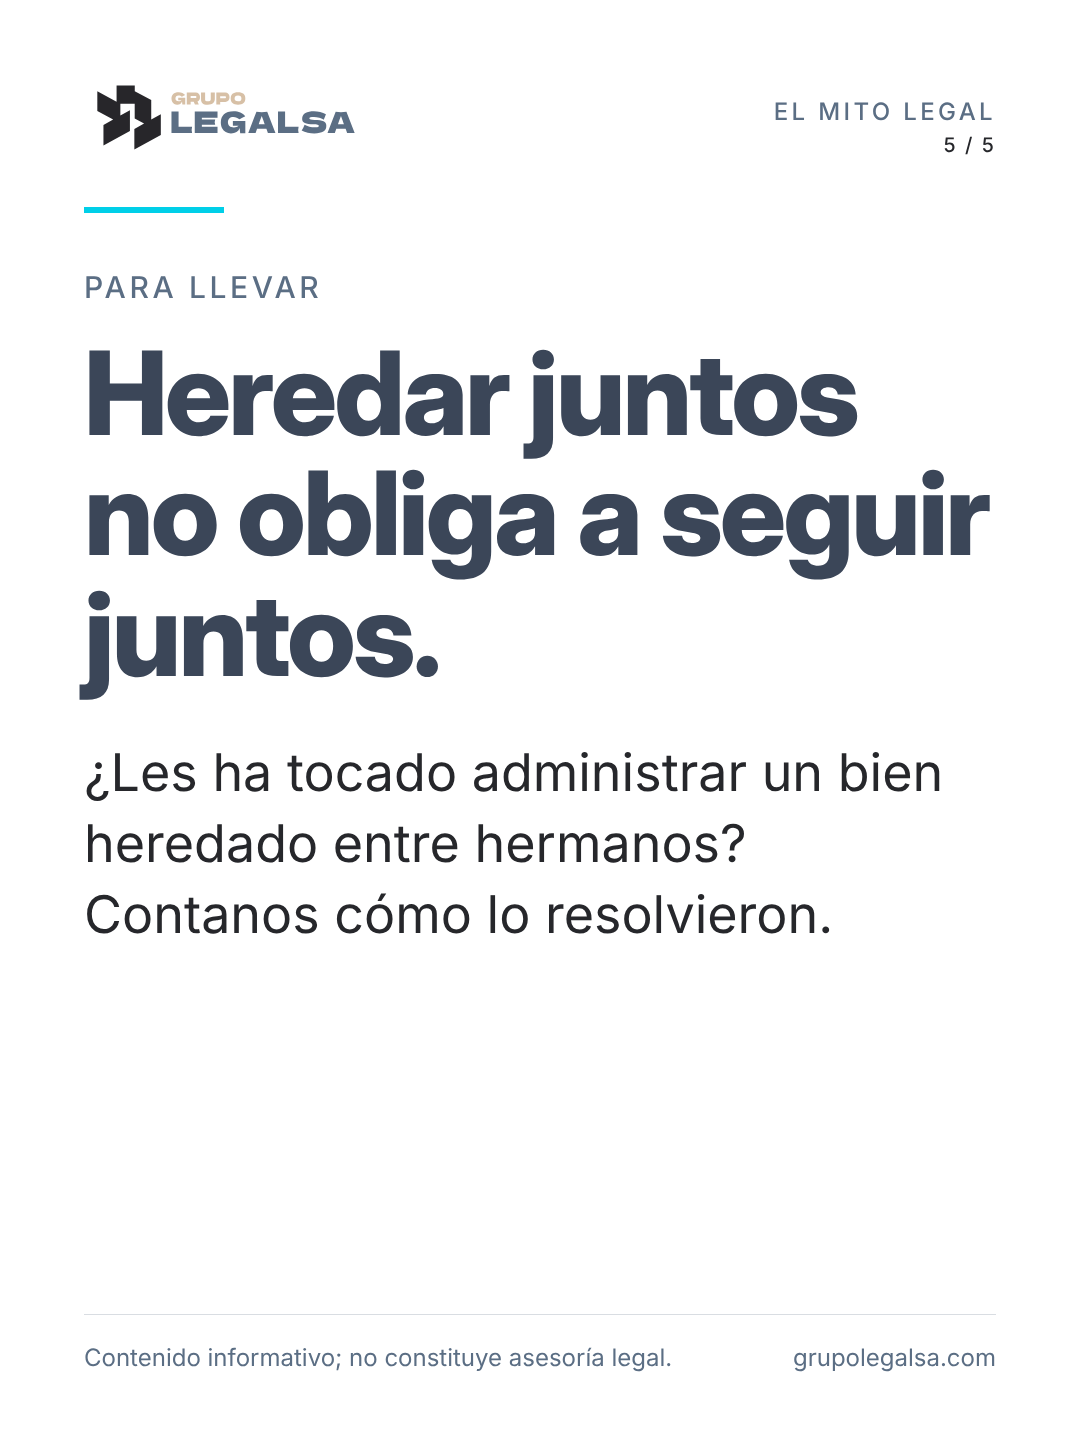 GRUPO
LEGALSA
EL MITO LEGAL
5 / 5
PARA LLEVAR
Heredar juntos
no obliga a seguir
juntos.
¿Les ha tocado administrar un bien
heredado entre hermanos?
Contanos cómo lo resolvieron.
Contenido informativo; no constituye asesoría legal.
grupolegalsa.com